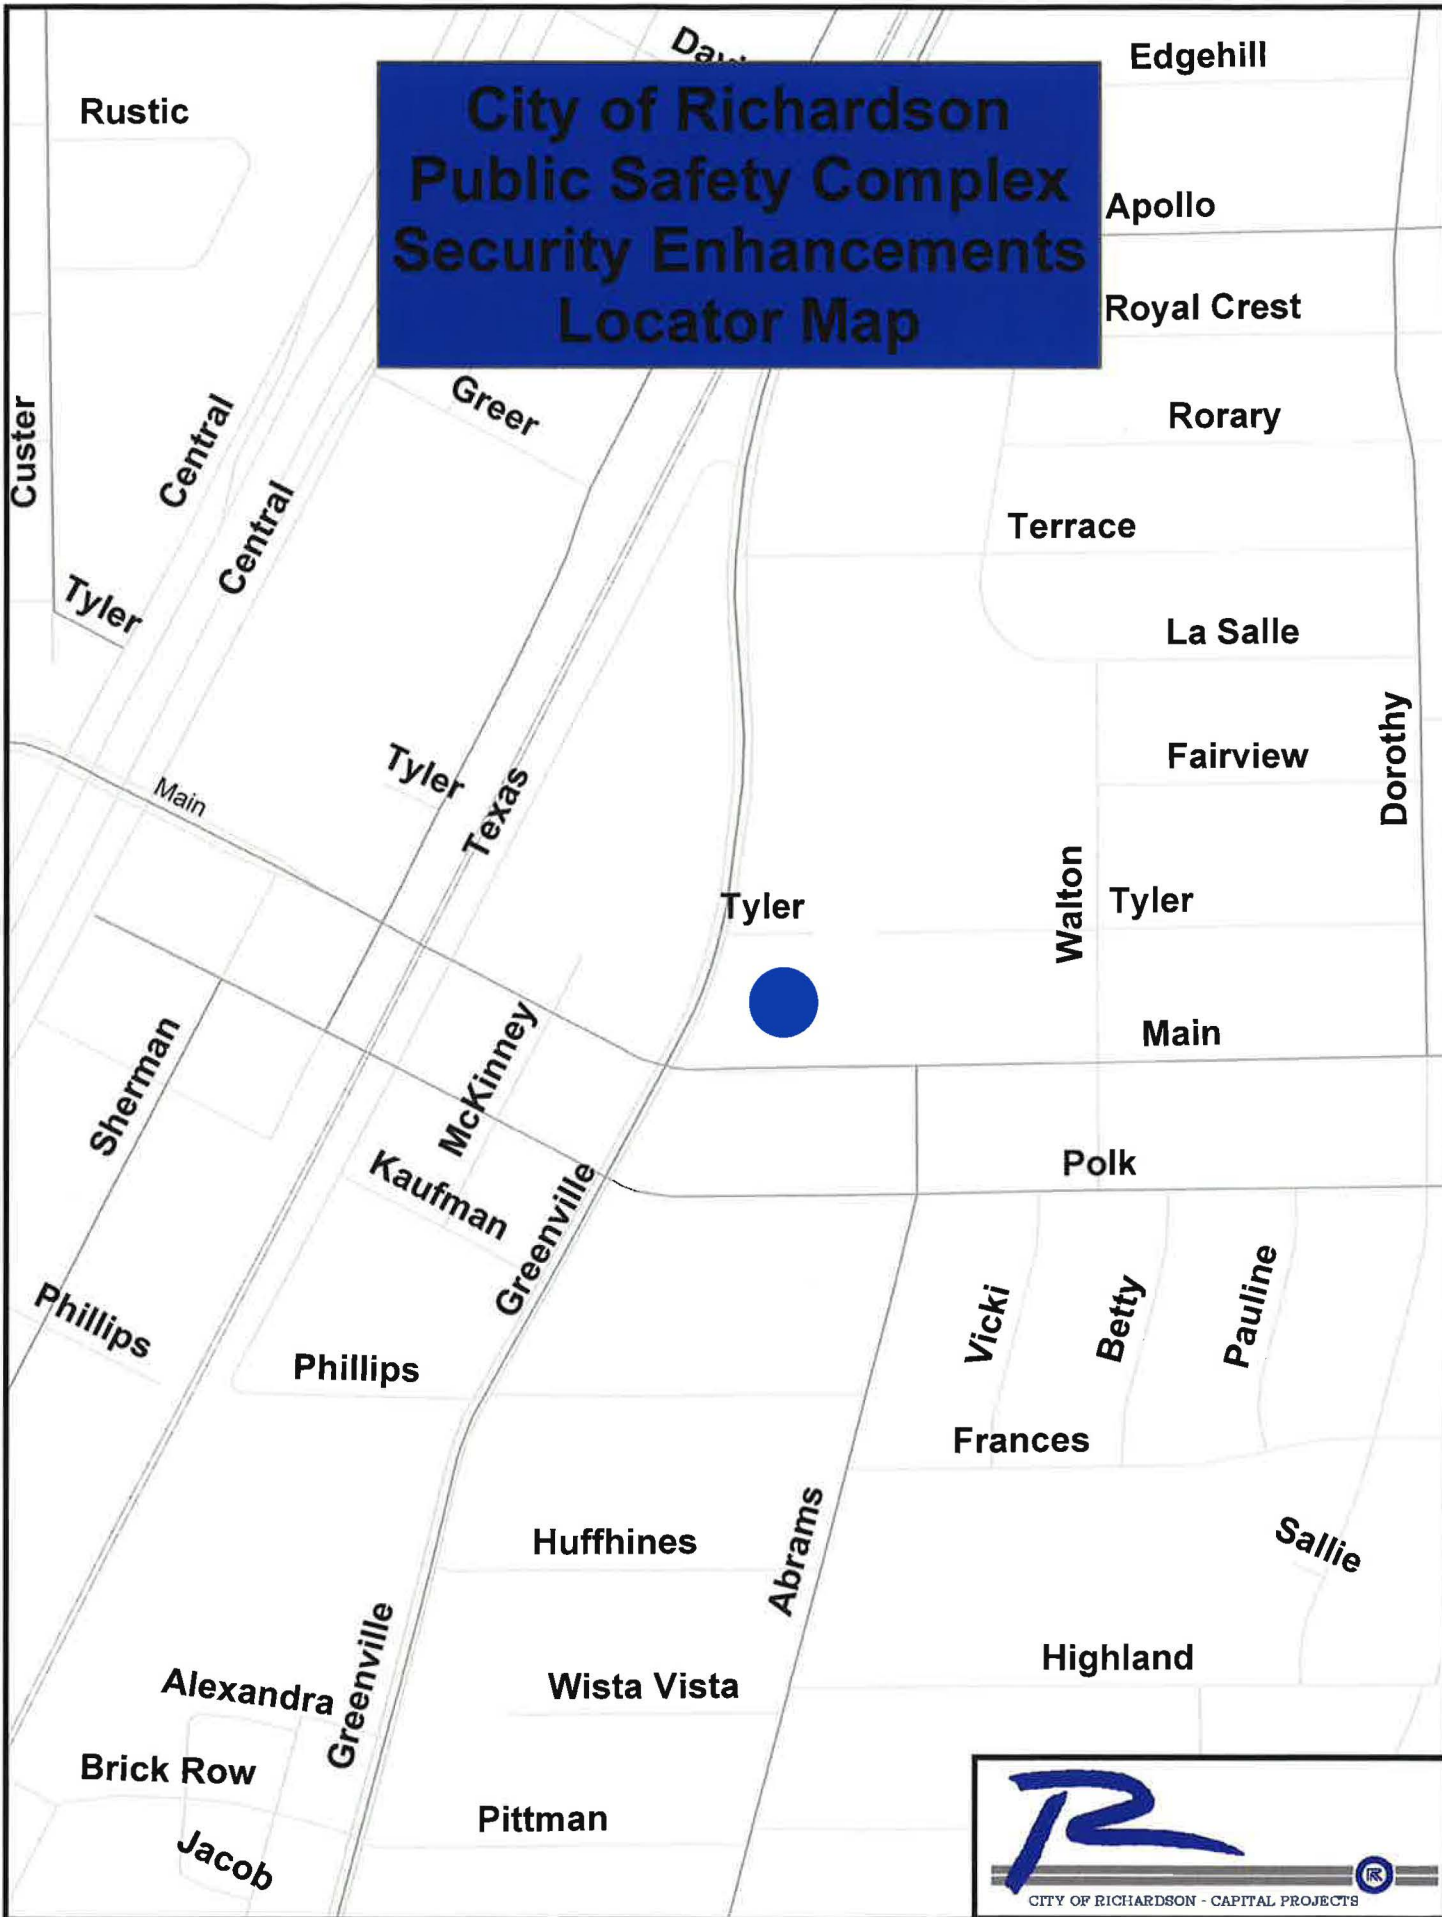 Edgehill
Rustic
City of Richardson
Public Safety Complex
Security Enhancements
Locator Map
Apollo
Royal Crest
Greer
Rorary
Custer
Central
Central
Terrace
Tyler
La Salle
Dorothy
Fairview
Tyler
Texas
Main
Walton
Tyler
Tyler
Main
Sherman
McKinney
Kaufman
Polk
Greenville
Vicki
Betty
Pauline
Phillips
Phillips
Frances
Huffhines
Abrams
Sallie
Highland
Greenville
Alexandra
Wista Vista
Brick Row
Pittman
Jacob
R
CITY OF RICHARDSON - CAPITAL PROJECTS